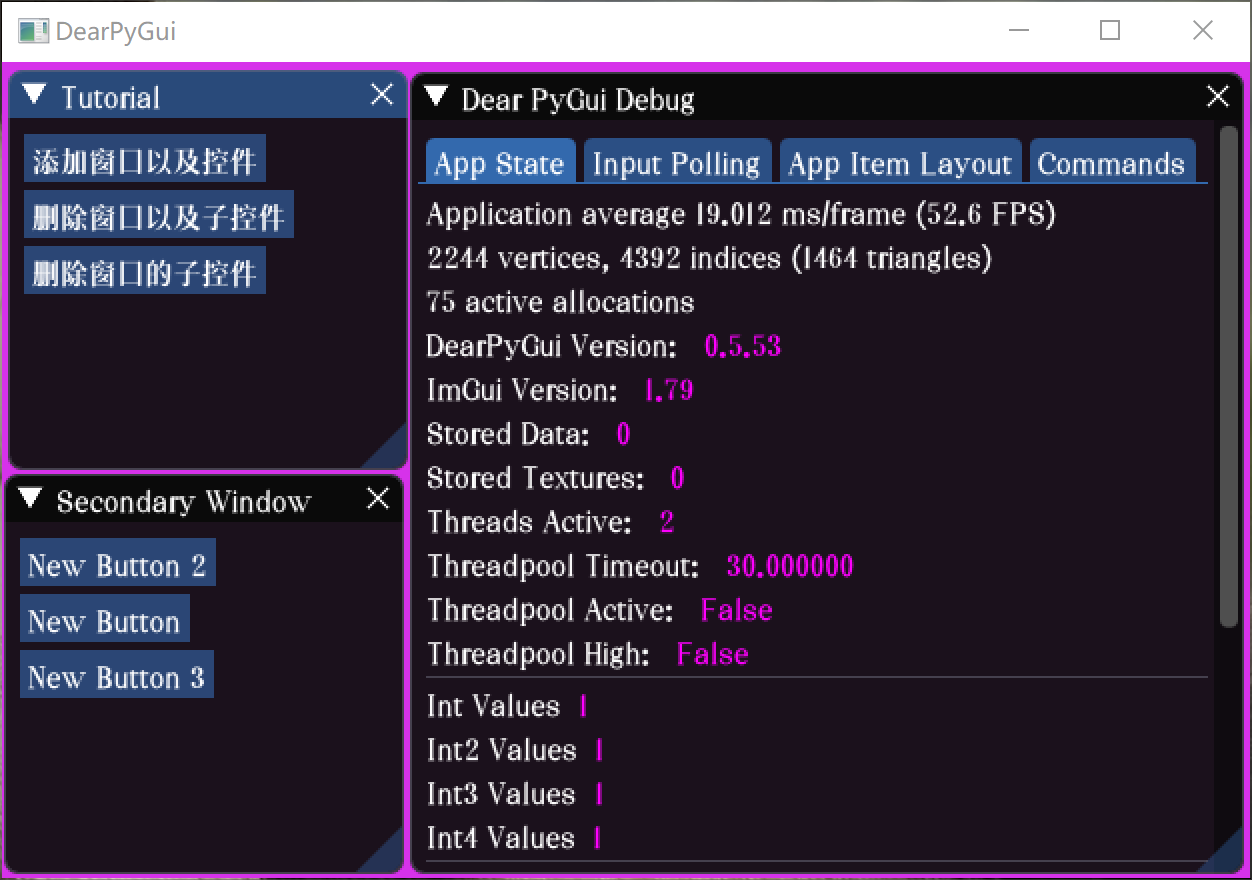 DearPyGui
Tutorial
添加窗口以及控件
删除窗口以及子控件
删除窗口的子控件
Secondary Window
New Button 2
New Button
New Button 3
Dear PyGui Debug
App State Input Polling App Item Layout Commands
Application average 19.012 ms/frame (52.6 FPS)
2244 vertices, 4392 indices (1464 triangles)
75 active allocations
DearPyGui Version: 0.5.53
ImGui Version: 1.79
Stored Data: 0
Stored Textures: 0
Threads Active: 2
Threadpool Timeout: 30.000000
Threadpool Active: False
Threadpool High: False
Int Values 1
Int2 Values 1
Int3 Values 1
Int4 Values 1